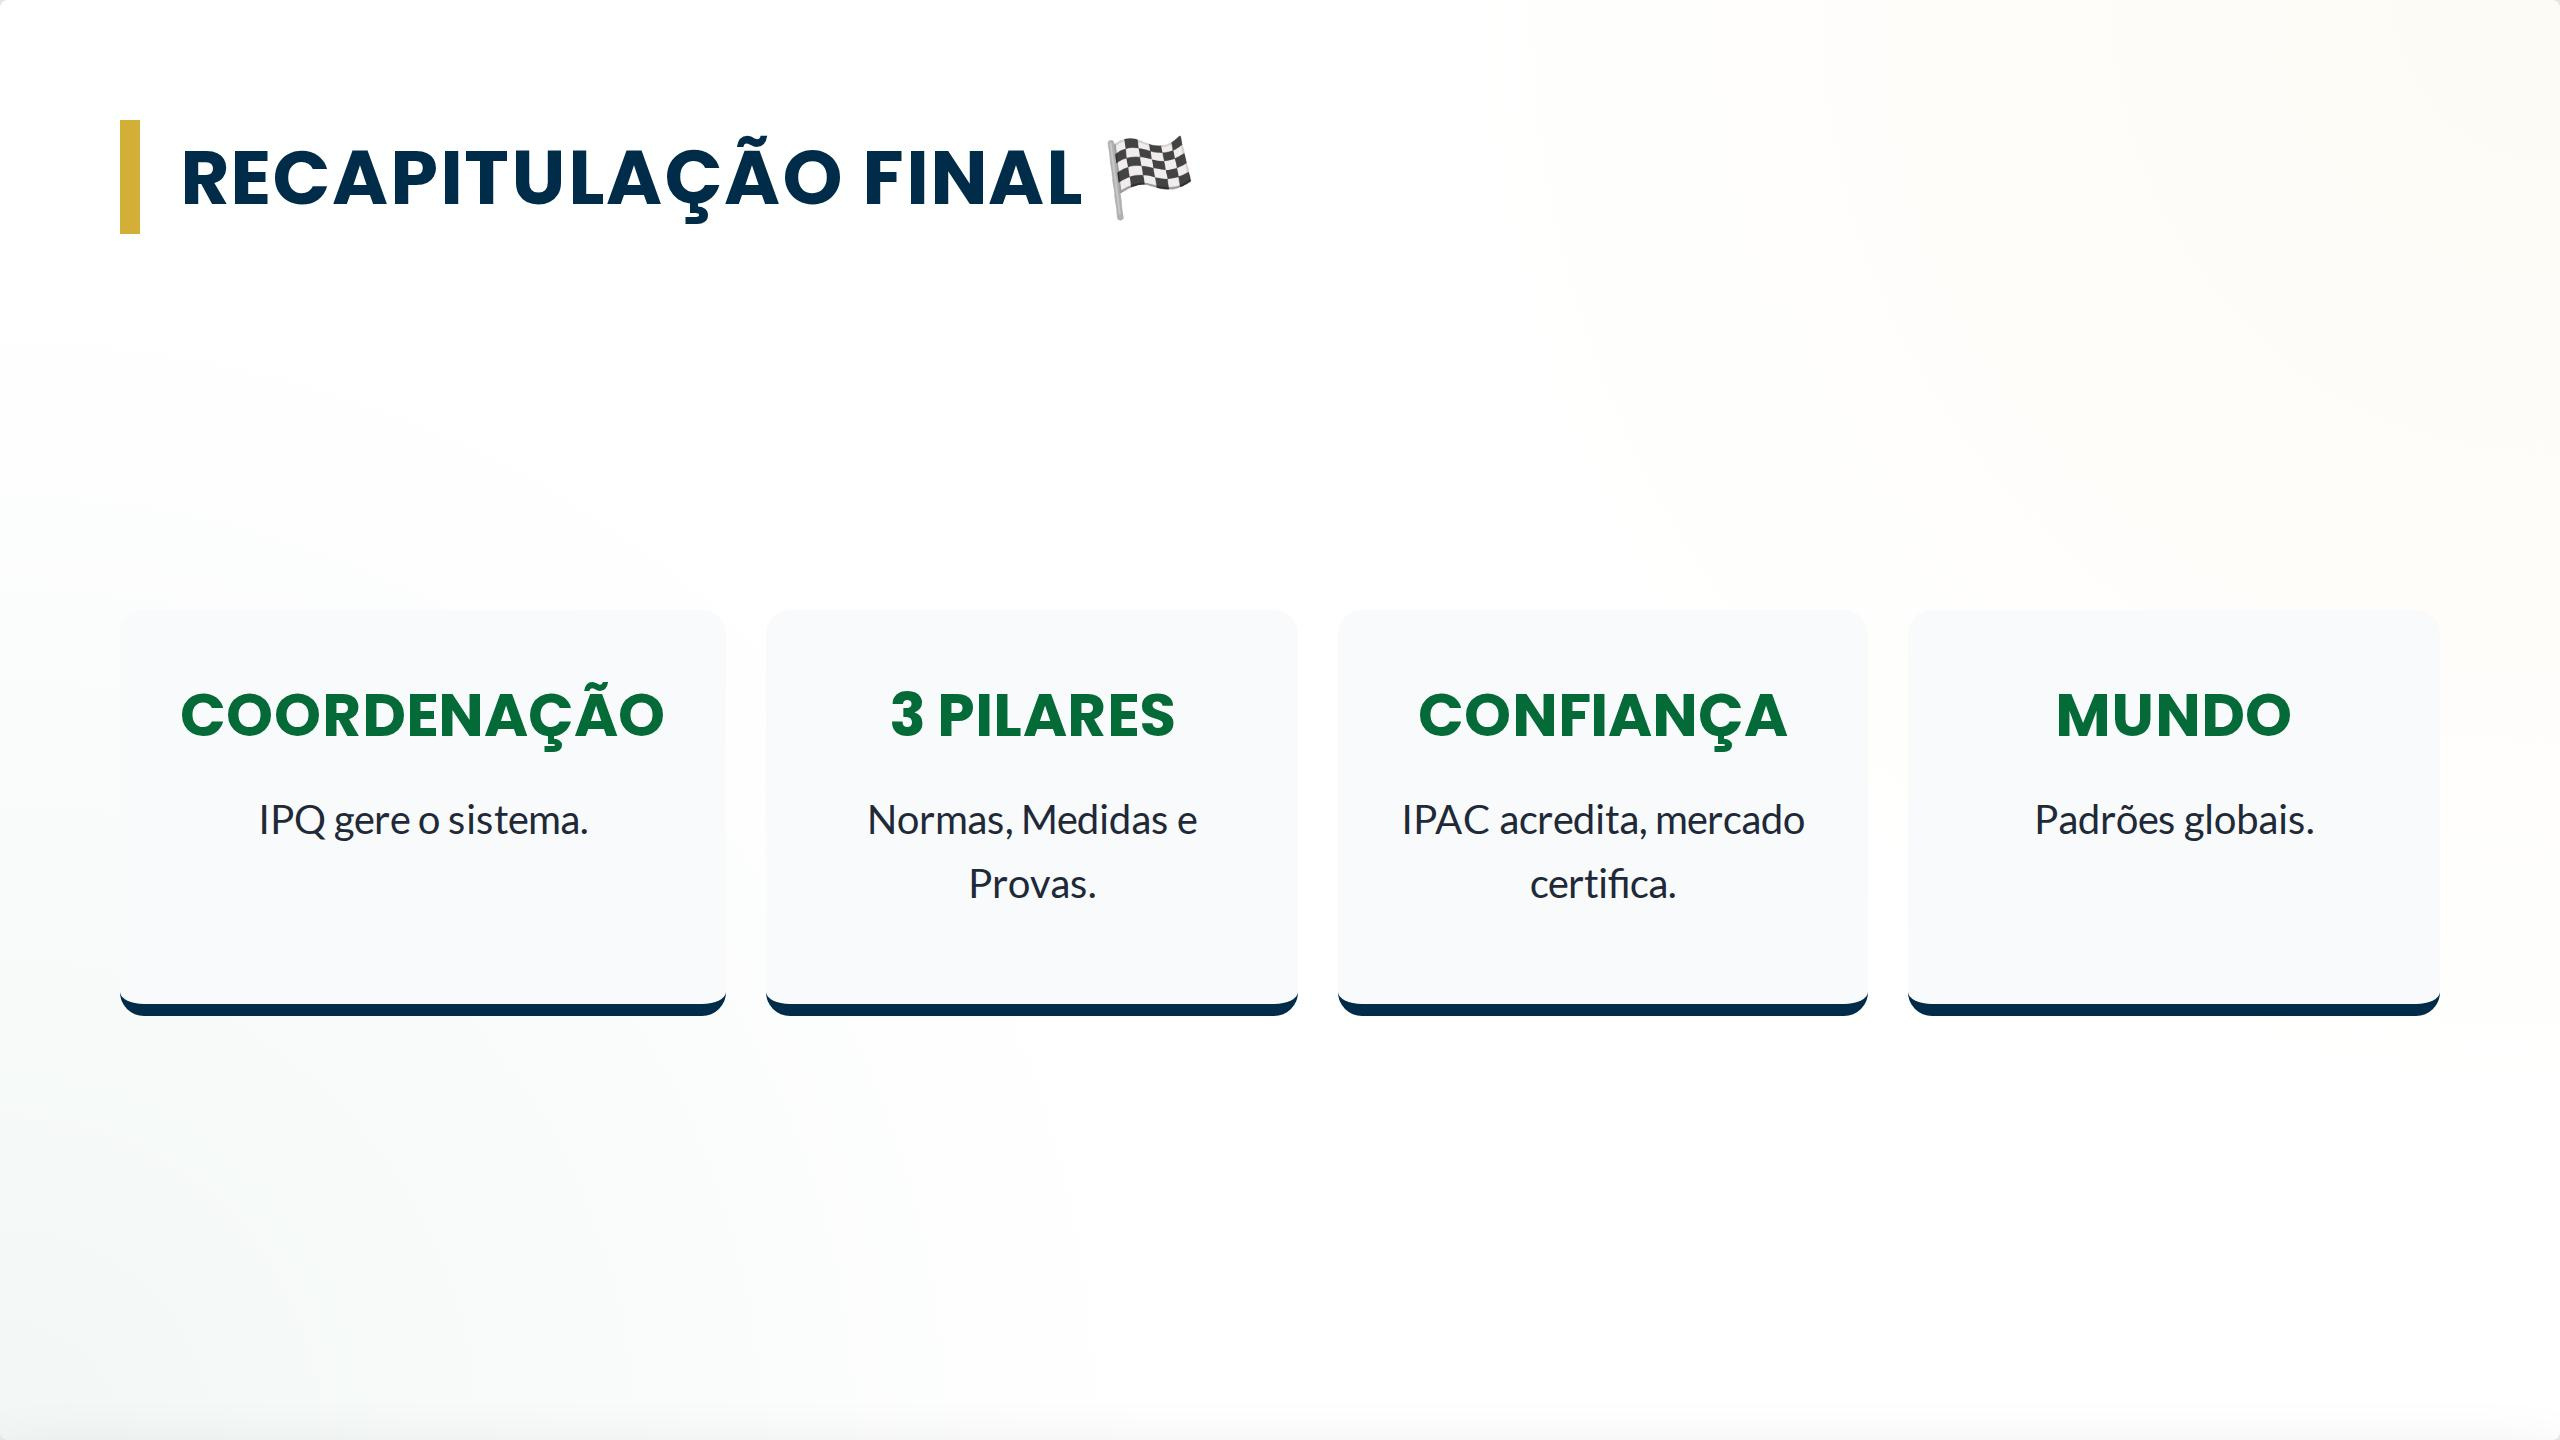 RECAPITULAÇÃO FINAL 🏁
COORDENAÇÃO
IPQ gere o sistema.
3 PILARES
Normas, Medidas e
Provas.
CONFIANÇA
IPAC acredita, mercado
certifica.
MUNDO
Padrões globais.